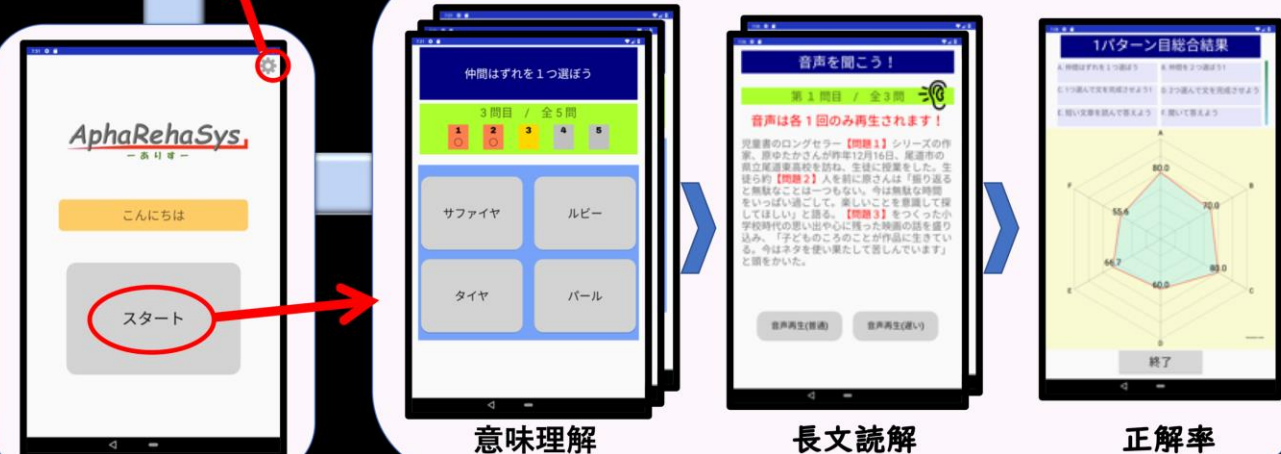 AphaRehaSys
ーありすー
こんにちは
スタート
仲間はずれを1つ選ぼう
3問目 / 全5問
1 2 3 4 5
○ ○
サファイヤ
ルビー
タイヤ
パール
意味理解
音声を聞こう！
第1問目 / 全3問
音声は各1回のみ再生されます！
児童書のロングセラー【問題1】シリーズの作
家、原ゆたかさんが昨年12月16日、尾道市の
県立尾道東高校を訪ね、生徒に授業をした。生
徒ら約【問題2】人を前に原さんは「振り返る
と無駄なことは一つもない。今は無駄な時間
をいっぱい過ごして。楽しいことを意識して探
してほしい」と語る。【問題3】をつくった小
学校時代の思い出や心に残った映画の話を盛り
込み、「子どものころのことが作品に生きてい
る。今はネタを使い果たして苦しんでいます」
と頭をかいた。
音声再生(普通)
音声再生(遅い)
長文読解
1パターン目総合結果
A. 仲間はずれを1つ選ぼう
A. 仲間を2つ選ぼう1
C. 1つ選んで文を完成させよう1
D. 2つ選んで文を完成させよう
E. 短い文章を読んで答えよう
F. 聞いて答えよう
A
80.0
F
B
55.6
70.0
66.7
80.0
60.0
E
C
D
終了
正解率